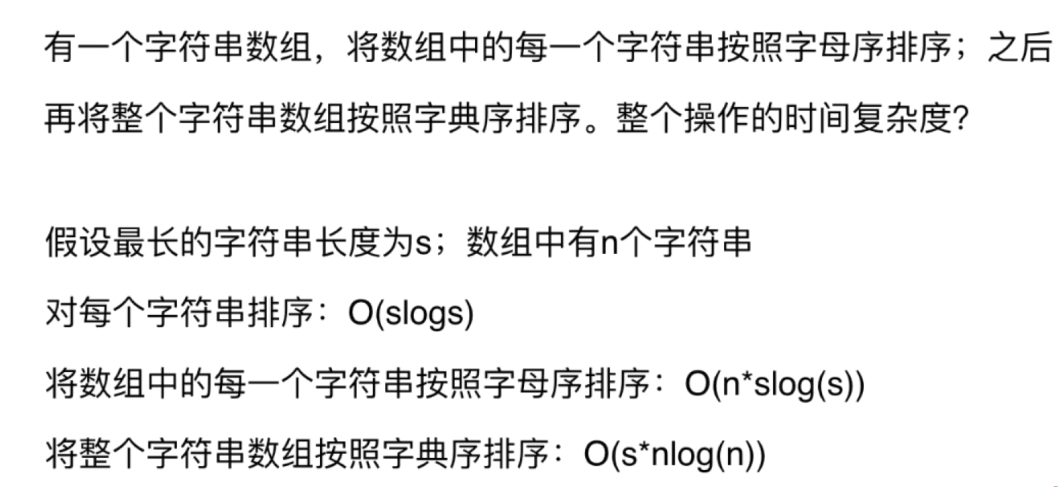 有一个字符串数组，将数组中的每一个字符串按照字母序排序；之后
再将整个字符串数组按照字典序排序。整个操作的时间复杂度？
假设最长的字符串长度为s；数组中有n个字符串
对每个字符串排序：O(slogs)
将数组中的每一个字符串按照字母序排序：O(n*slog(s))
将整个字符串数组按照字典序排序：O(s*nlog(n))